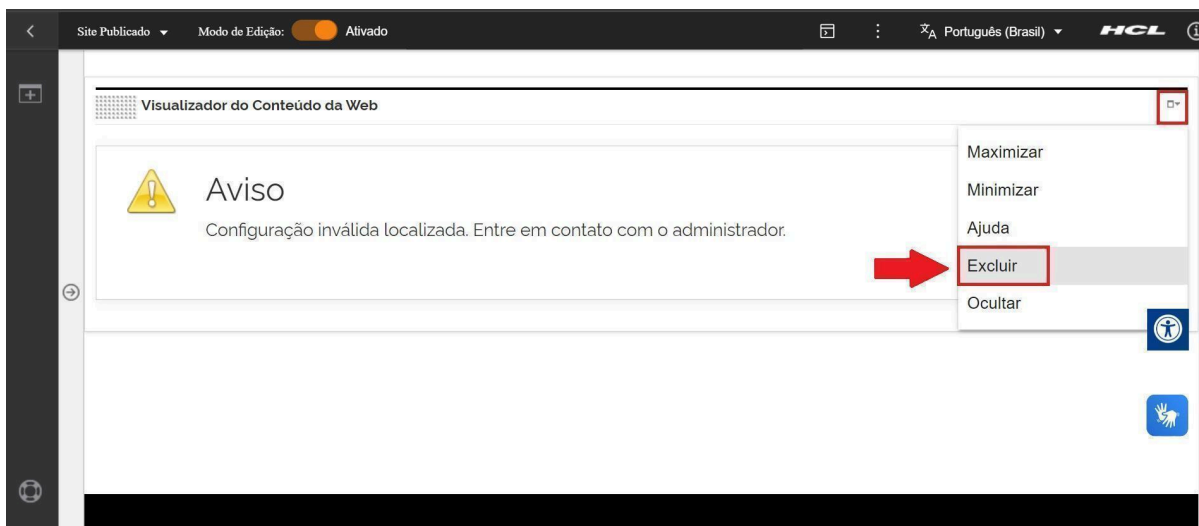 Site Publicado Modo de Edição: Ativado Português (Brasil) HCL
Visualizador do Conteúdo da Web
Maximizar
Aviso
Minimizar
Configuração inválida localizada. Entre em contato com o administrador.
Ajuda
Excluir
Ocultar